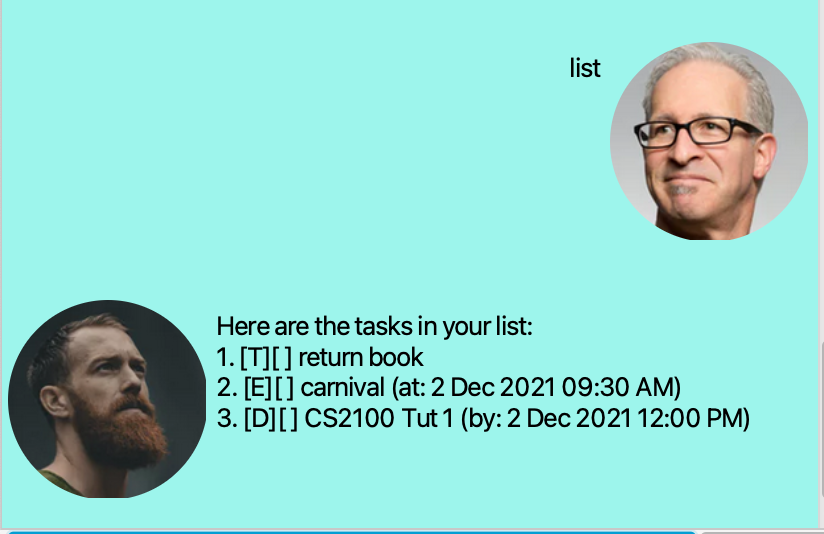 list
Here are the tasks in your list:
1. [T][ ] return book
2. [E][ ] carnival (at: 2 Dec 2021 09:30 AM)
3. [D][ ] CS2100 Tut 1 (by: 2 Dec 2021 12:00 PM)